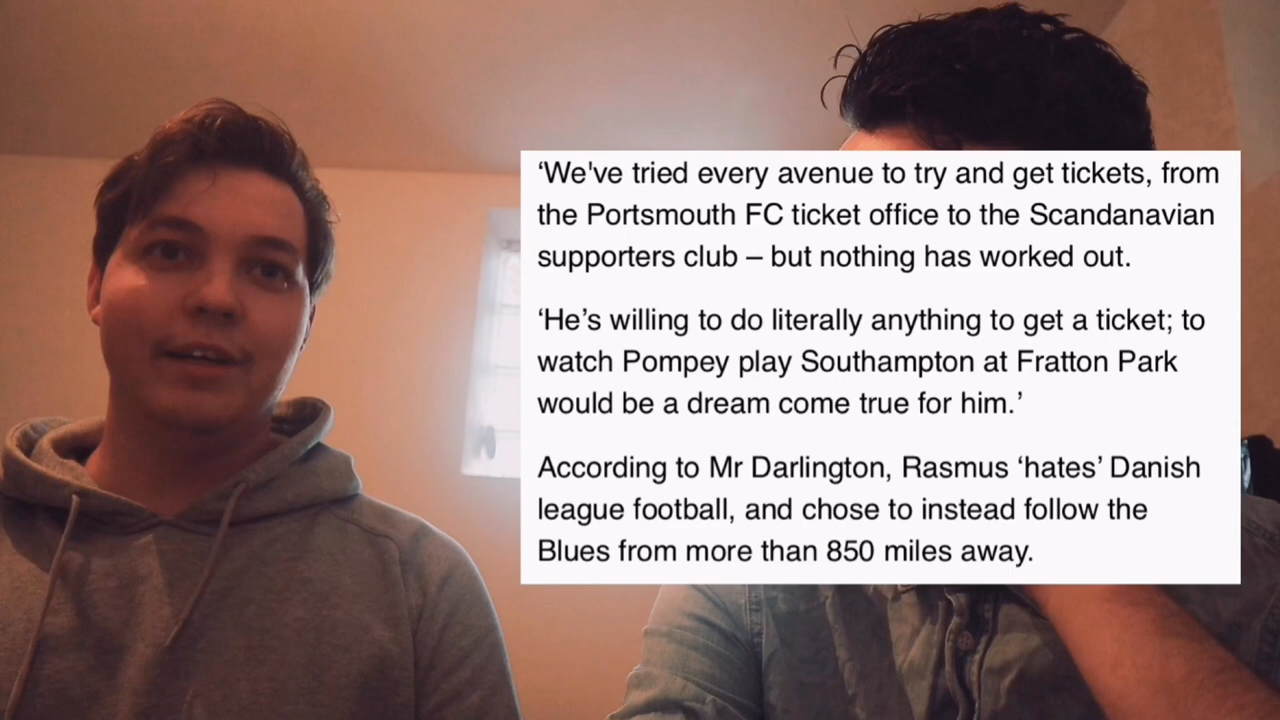 ‘We've tried every avenue to try and get tickets, from
the Portsmouth FC ticket office to the Scandanavian
supporters club – but nothing has worked out.
‘He’s willing to do literally anything to get a ticket; to
watch Pompey play Southampton at Fratton Park
would be a dream come true for him.’
According to Mr Darlington, Rasmus ‘hates’ Danish
league football, and chose to instead follow the
Blues from more than 850 miles away.